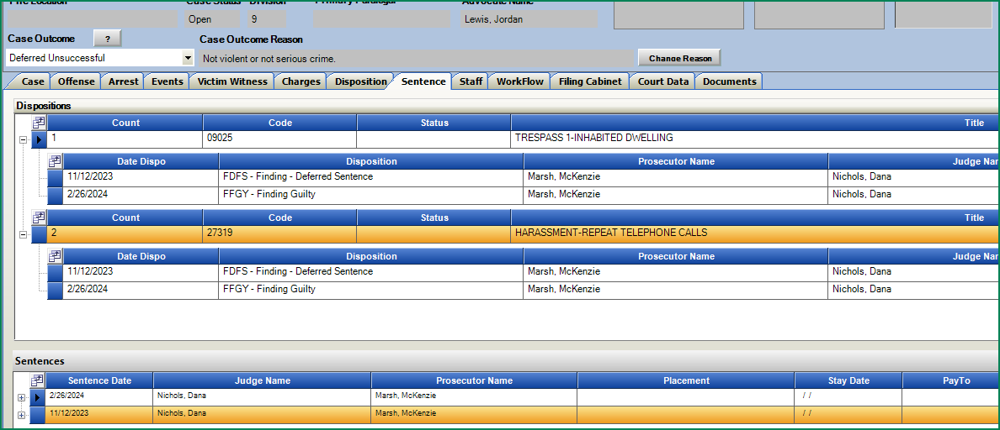 File Location Case Status Division Primary Paralegal Advocate Name
Open 9 Lewis, Jordan
Case Outcome ? Case Outcome Reason
Deferred Unsuccessful Not violent or not serious crime. Change Reason
Case Offense Arrest Events Victim Witness Charges Disposition Sentence Staff WorkFlow Filing Cabinet Court Data Documents
Dispositions
Count Code Status Title
1 09025 TRESPASS 1-INHABITED DWELLING
Date Dispo Disposition Prosecutor Name Judge Nar
11/12/2023 FDFS - Finding - Deferred Sentence Marsh, McKenzie Nichols, Dana
2/26/2024 FFGY - Finding Guilty Marsh, McKenzie Nichols, Dana
Count Code Status Title
2 27319 HARASSMENT-REPEAT TELEPHONE CALLS
Date Dispo Disposition Prosecutor Name Judge Nar
11/12/2023 FDFS - Finding - Deferred Sentence Marsh, McKenzie Nichols, Dana
2/26/2024 FFGY - Finding Guilty Marsh, McKenzie Nichols, Dana
Sentences
Sentence Date Judge Name Prosecutor Name Placement Stay Date PayTo
2/26/2024 Nichols, Dana Marsh, McKenzie / /
11/12/2023 Nichols, Dana Marsh, McKenzie / /